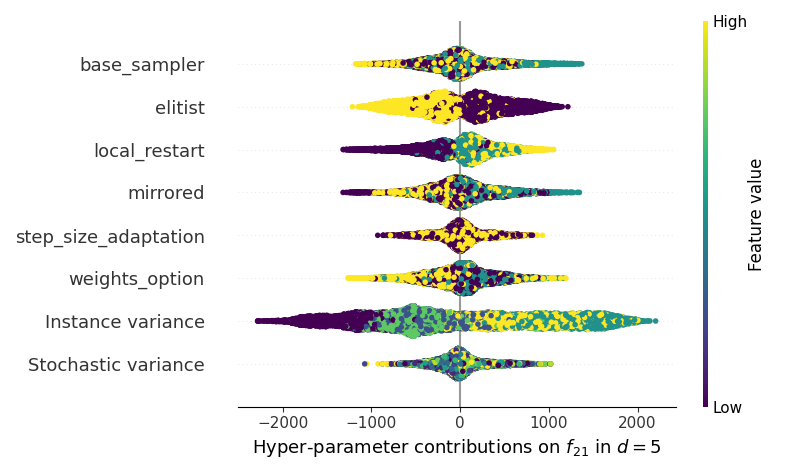 High
base_sampler
elitist
local_restart
mirrored
step_size_adaptation
weights_option
Instance variance
Stochastic variance
Feature value
Low
−2000 −1000 0 1000 2000
Hyper-parameter contributions on f21 in d = 5